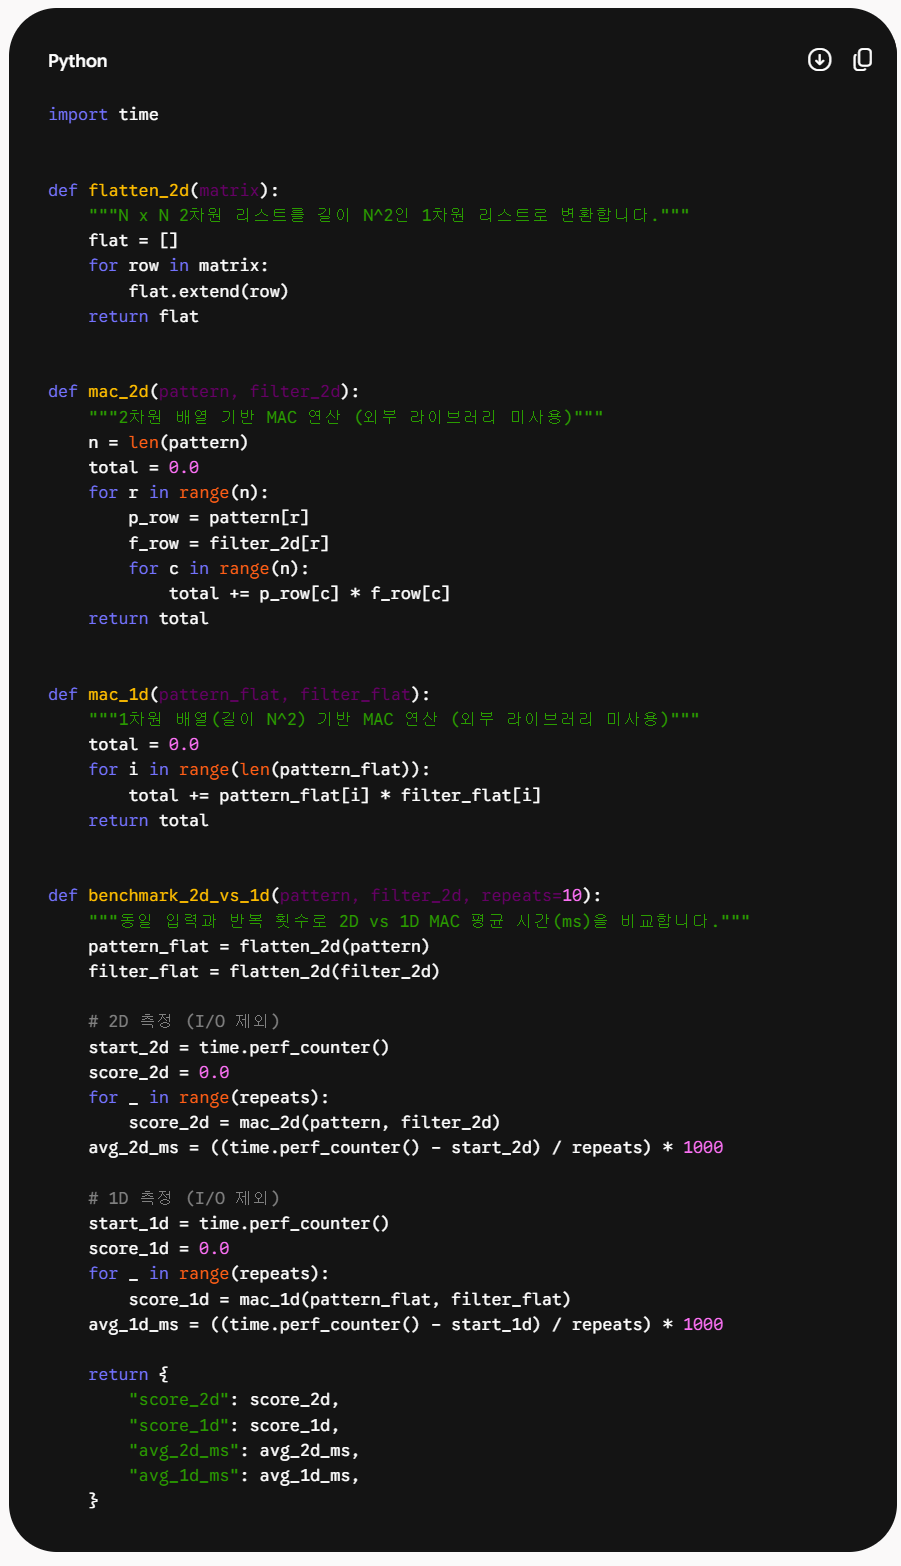 Python
import time
def flatten_2d(matrix):
    """N x N 2차원 리스트를 길이 N^2인 1차원 리스트로 변환합니다."""
    flat = []
    for row in matrix:
        flat.extend(row)
    return flat
def mac_2d(pattern, filter_2d):
    """2차원 배열 기반 MAC 연산 (외부 라이브러리 미사용)"""
    n = len(pattern)
    total = 0.0
    for r in range(n):
        p_row = pattern[r]
        f_row = filter_2d[r]
        for c in range(n):
            total += p_row[c] * f_row[c]
    return total
def mac_1d(pattern_flat, filter_flat):
    """1차원 배열(길이 N^2) 기반 MAC 연산 (외부 라이브러리 미사용)"""
    total = 0.0
    for i in range(len(pattern_flat)):
        total += pattern_flat[i] * filter_flat[i]
    return total
def benchmark_2d_vs_1d(pattern, filter_2d, repeats=10):
    """동일 입력과 반복 횟수로 2D vs 1D MAC 평균 시간(ms)을 비교합니다."""
    pattern_flat = flatten_2d(pattern)
    filter_flat = flatten_2d(filter_2d)
    # 2D 측정 (I/O 제외)
    start_2d = time.perf_counter()
    score_2d = 0.0
    for _ in range(repeats):
        score_2d = mac_2d(pattern, filter_2d)
    avg_2d_ms = ((time.perf_counter() - start_2d) / repeats) * 1000
    # 1D 측정 (I/O 제외)
    start_1d = time.perf_counter()
    score_1d = 0.0
    for _ in range(repeats):
        score_1d = mac_1d(pattern_flat, filter_flat)
    avg_1d_ms = ((time.perf_counter() - start_1d) / repeats) * 1000
    return {
        "score_2d": score_2d,
        "score_1d": score_1d,
        "avg_2d_ms": avg_2d_ms,
        "avg_1d_ms": avg_1d_ms,
    }